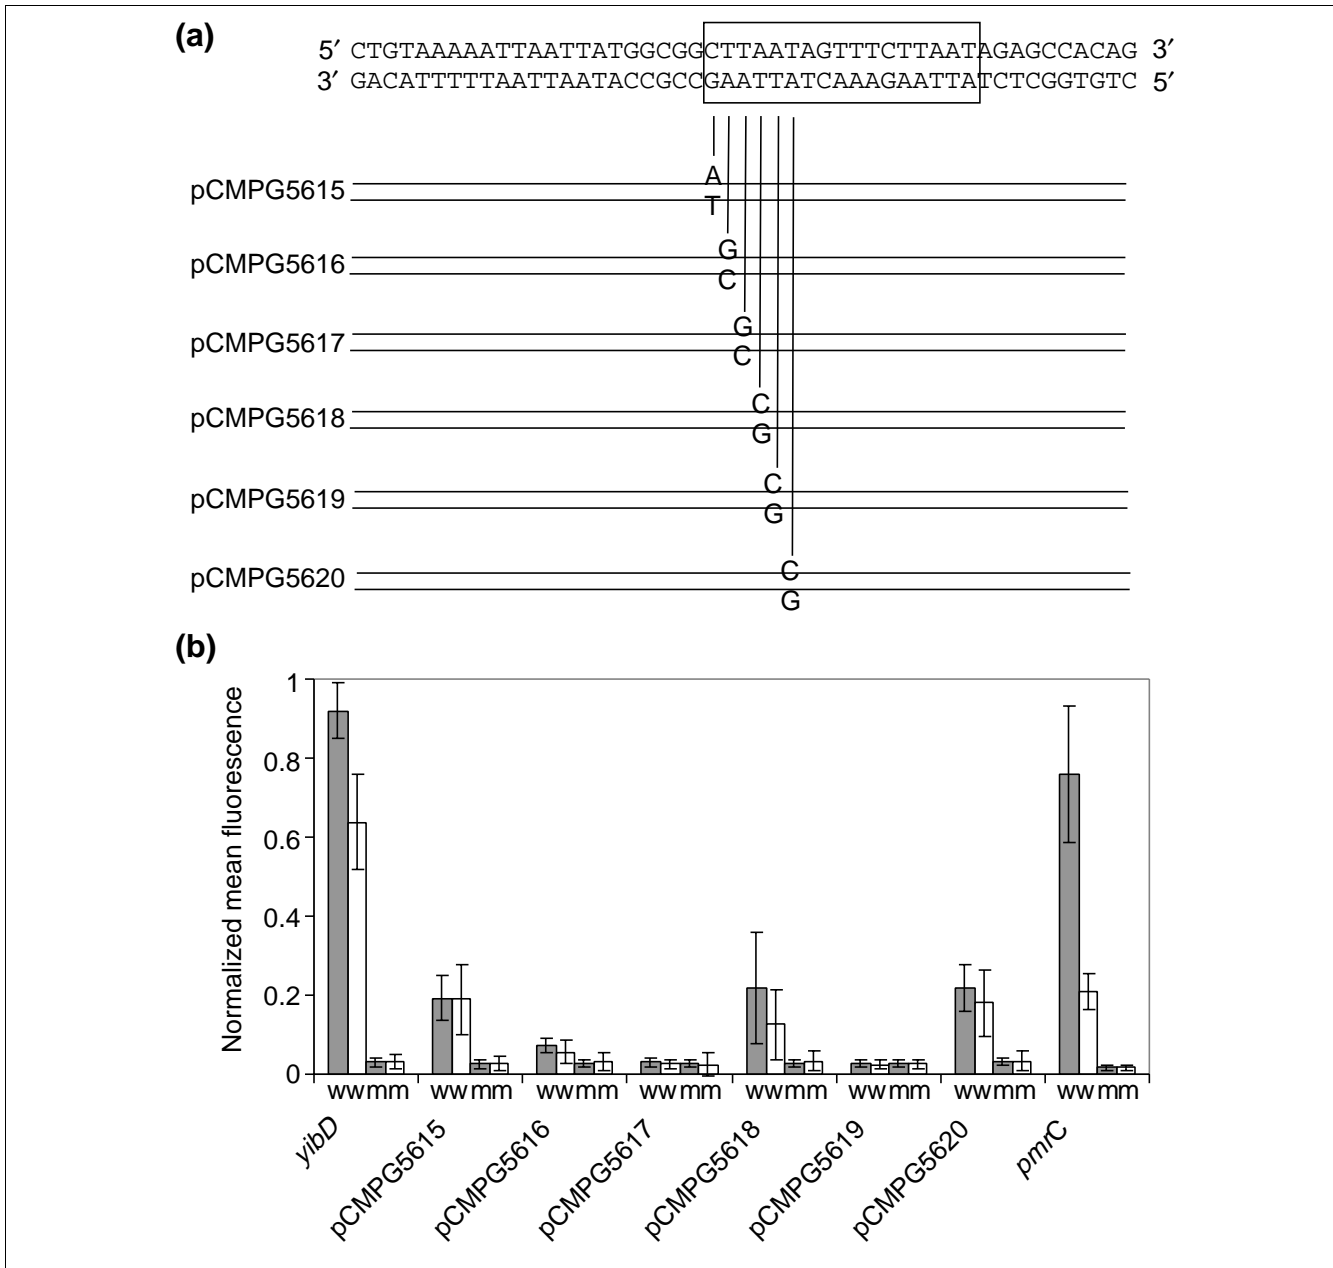 (a)
5′ CTGTAAAAATTAATTATGGCGGCTTAATAGTTTCTTAATAGAGCCACAG 3′
3′ GACATTTTTAATTAATACCGCCGAATTATCAAAGAATTATCTCGGTGTC 5′
pCMPG5615
A
T
pCMPG5616
G
C
pCMPG5617
G
C
pCMPG5618
C
G
pCMPG5619
C
G
pCMPG5620
C
G
(b)
Normalized mean fluorescence
1
0.8
0.6
0.4
0.2
0
wwmm wwmm wwmm wwmm wwmm wwmm wwmm wwmm
yibD pCMPG5615 pCMPG5616 pCMPG5617 pCMPG5618 pCMPG5619 pCMPG5620 pmrC